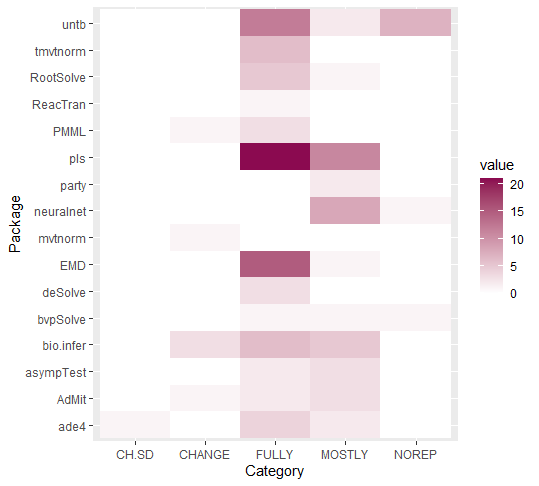 untb
tmvtnorm
RootSolve
ReacTran
PMML
pls
party
neuralnet
mvtnorm
EMD
deSolve
bvpSolve
bio.infer
asympTest
AdMit
ade4
Package
CH.SD CHANGE FULLY MOSTLY NOREP
Category
value
20
15
10
5
0